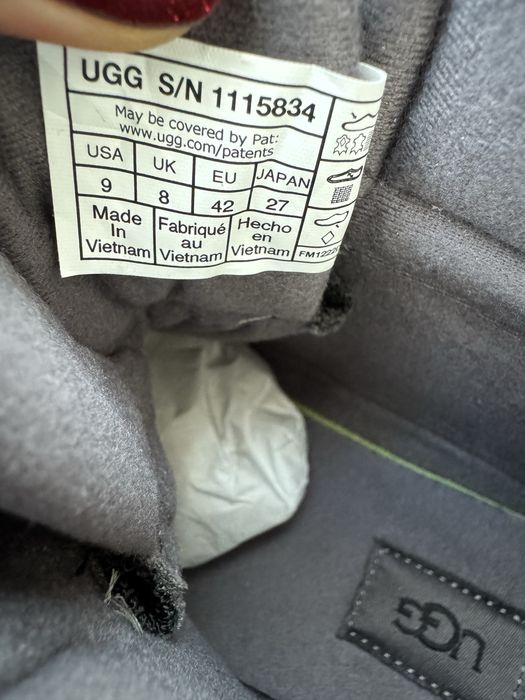 UGG S/N 1115834
May be covered by Pat:
www.ugg.com/patents
USA UK EU JAPAN
9 8 42 27
Made In Vietnam
Fabriqué au Vietnam
Hecho en Vietnam
UGG